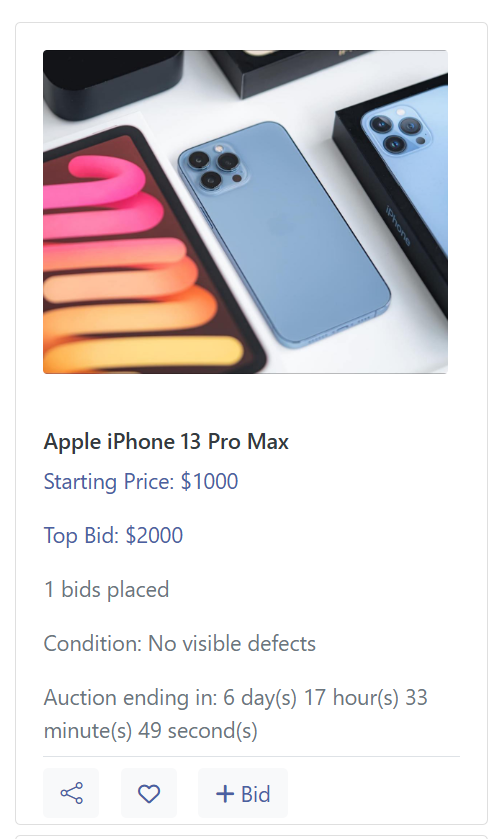 iPhone
Apple iPhone 13 Pro Max
Starting Price: $1000
Top Bid: $2000
1 bids placed
Condition: No visible defects
Auction ending in: 6 day(s) 17 hour(s) 33
minute(s) 49 second(s)
Bid